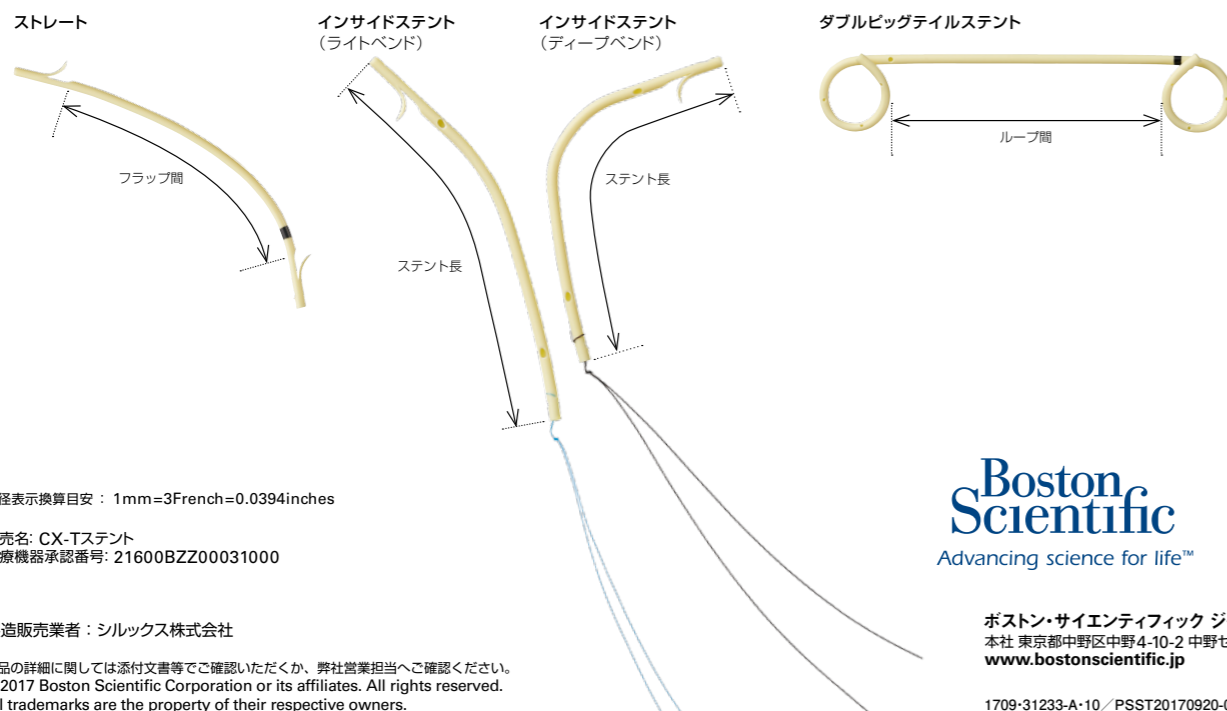 ストレート
インサイドステント
（ライトベンド）
インサイドステント
（ディープベンド）
ダブルピッグテイルステント
フラップ間
ステント長
ステント長
ループ間
径表示換算目安 ： 1mm=3French=0.0394inches
売名: CX-Tステント
療機器承認番号: 21600BZZ00031000
造販売業者：シルックス株式会社
品の詳細に関しては添付文書等でご確認いただくか、弊社営業担当へご確認ください。
2017 Boston Scientific Corporation or its affiliates. All rights reserved.
l trademarks are the property of their respective owners.
Boston
Scientific
Advancing science for life™
ボストン・サイエンティフィック ジ
本社 東京都中野区中野4-10-2 中野セ
www.bostonscientific.jp
1709・31233-A・10／PSST20170920-0